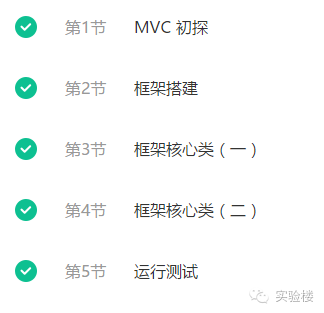 第1节 MVC 初探
第2节 框架搭建
第3节 框架核心类（一）
第4节 框架核心类（二）
第5节 运行测试
实验楼